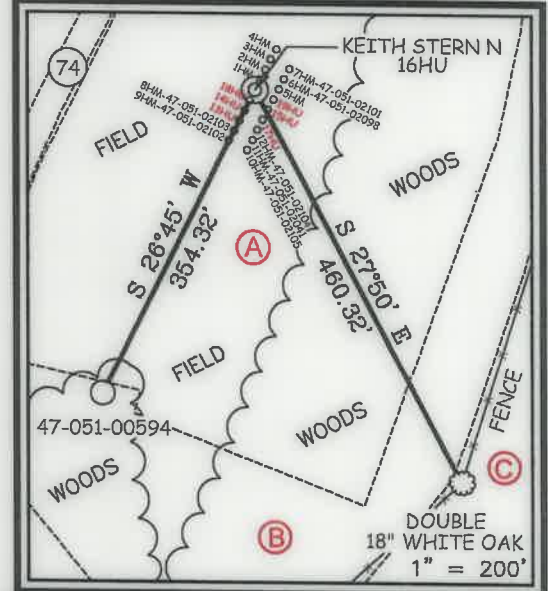 4HM
3HM
2HM
1HM
KEITH STERN N
16HU
74
7HM-47-051-02101
6HM-47-051-02098
5HM
8HM-47-051-02103
9HM-47-051-02102
FIELD
WOODS
S 26°45' W
354.32'
A
S 27°50' E
460.32'
FIELD
WOODS
FENCE
47-051-00594
WOODS
C
B
DOUBLE
18" WHITE OAK
1" = 200'